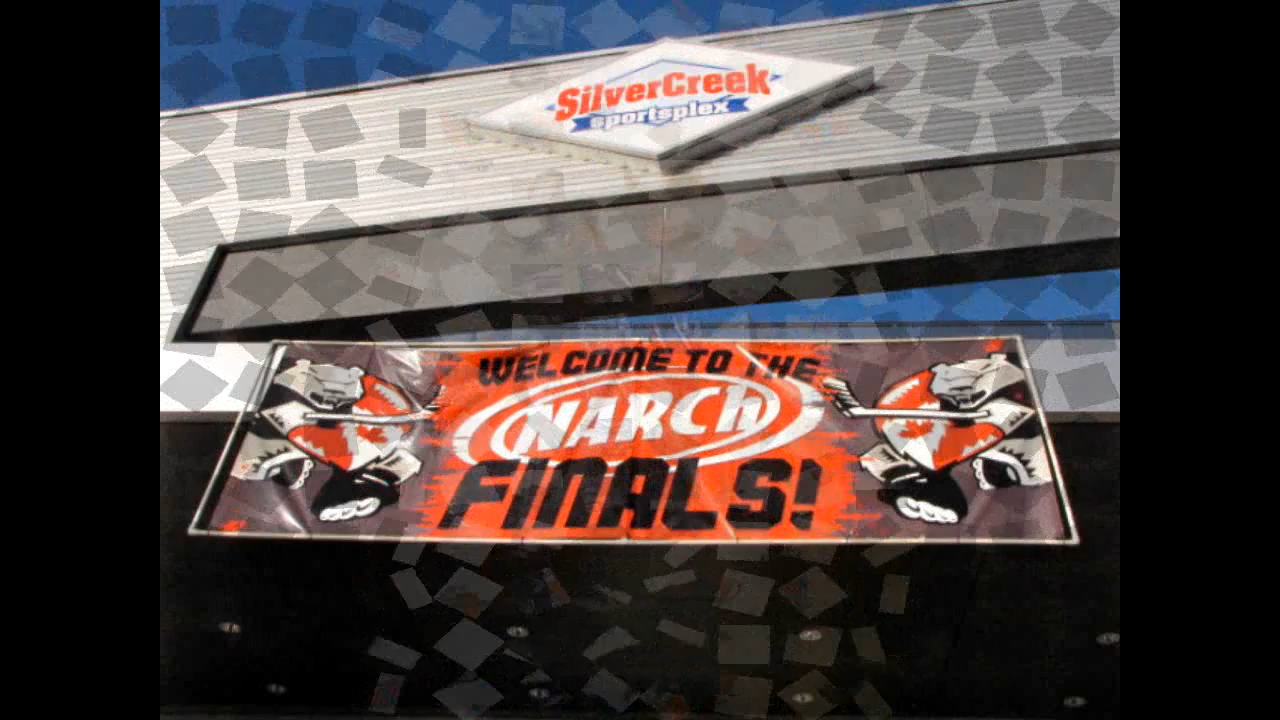 SilverCreek
sportsplex
WELCOME TO THE
NARCh
FINALS!